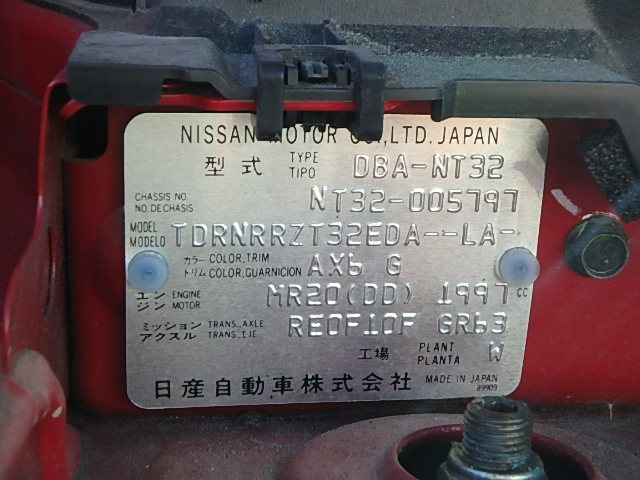 NISSAN MOTOR CO., LTD. JAPAN
型式 TYPE TIPO DBA-NT32
CHASSIS NO. NO.DECHASIS NT32-005797
MODEL MODELO TDRNRRZT32EDA--LA-
カラー COLOR,TRIM トリム COLOR,GUARNICION AX6 G
エンジン ENGINE MOTOR MR20(DD) 1997 CC
ミッション TRANS.,AXLE アクスル TRANS.,EJE RE0F10F GR63
工場 PLANT PLANTA W
日産自動車株式会社 MADE IN JAPAN
89909